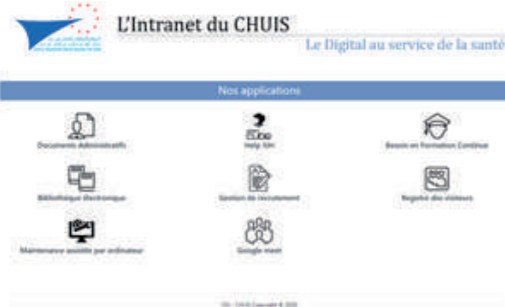 L'Intranet du CHUIS
Le Digital au service de la santé
Nos applications
Documents Administratifs
Help SIH
Besoin en Formation Continue
Bibliothèque électronique
Gestion de recrutement
Registre des visiteurs
Maintenance assistée par ordinateur
Google meet